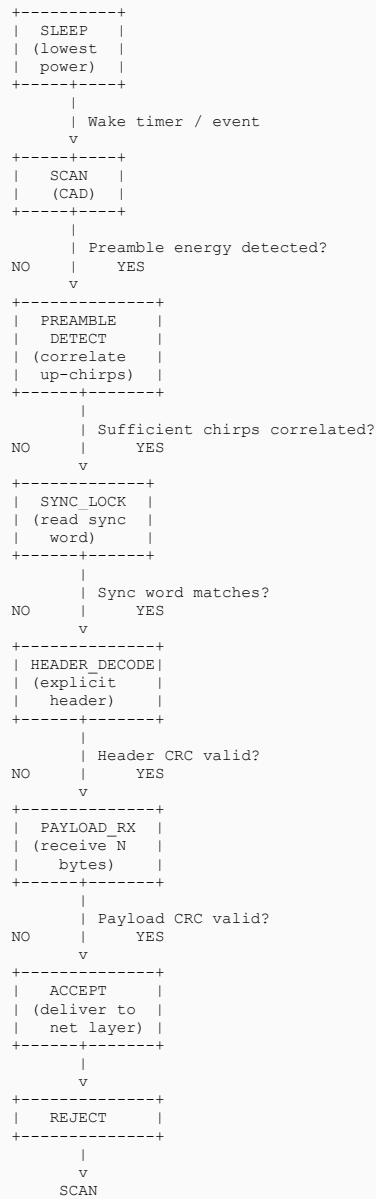 +----------+
|  SLEEP   |
| (lowest  |
|  power)  |
+-----+----+
      |
      | Wake timer / event
      v
+-----+----+
|   SCAN   |
|   (CAD)  |
+-----+----+
      |
      | Preamble energy detected?
NO    |    YES
      v
+--------------+
|  PREAMBLE    |
|   DETECT     |
| (correlate   |
|  up-chirps)  |
+------+-------+
       |
       | Sufficient chirps correlated?
NO     |     YES
       v
+-------------+
|  SYNC_LOCK  |
| (read sync  |
|   word)     |
+------+------+
       |
       | Sync word matches?
NO     |     YES
       v
+--------------+
| HEADER_DECODE|
| (explicit    |
|   header)    |
+------+-------+
       |
       | Header CRC valid?
NO     |     YES
       v
+--------------+
|  PAYLOAD_RX  |
| (receive N   |
|    bytes)    |
+------+-------+
       |
       | Payload CRC valid?
NO     |     YES
       v
+--------------+
|   ACCEPT     |
| (deliver to  |
|   net layer) |
+------+-------+
       |
       v
+--------------+
|   REJECT     |
+--------------+
       |
       v
     SCAN